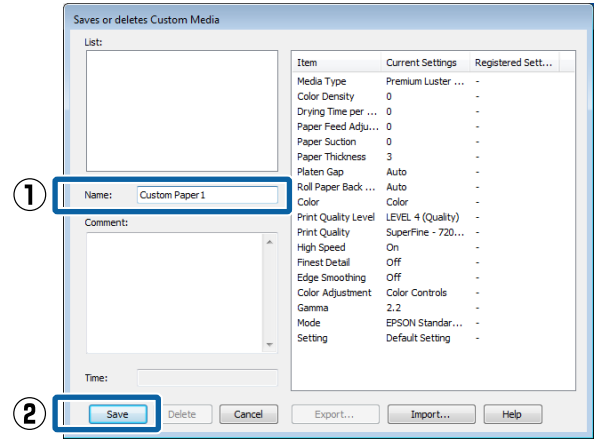 Saves or deletes Custom Media
List:
Item Current Settings Registered Sett...
Media Type Premium Luster ... -
Color Density 0 -
Drying Time per ... 0 -
Paper Feed Adju... 0 -
Paper Suction 0 -
Paper Thickness 3 -
Platen Gap Auto -
Roll Paper Back ... Auto -
Color Color -
Print Quality Level LEVEL 4 (Quality) -
Print Quality SuperFine - 720... -
High Speed On -
Finest Detail Off -
Edge Smoothing Off -
Color Adjustment Color Controls -
Gamma 2.2 -
Mode EPSON Standar... -
Setting Default Setting -
① Name: Custom Paper 1
Comment:
Time:
② Save Delete Cancel Export... Import... Help